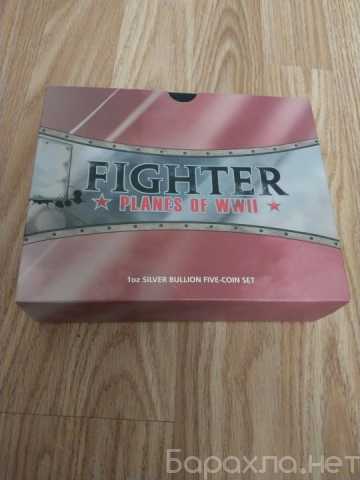 FIGHTER
★ PLANES OF WWII ★
1oz SILVER BULLION FIVE-COIN SET
Барахла.нет